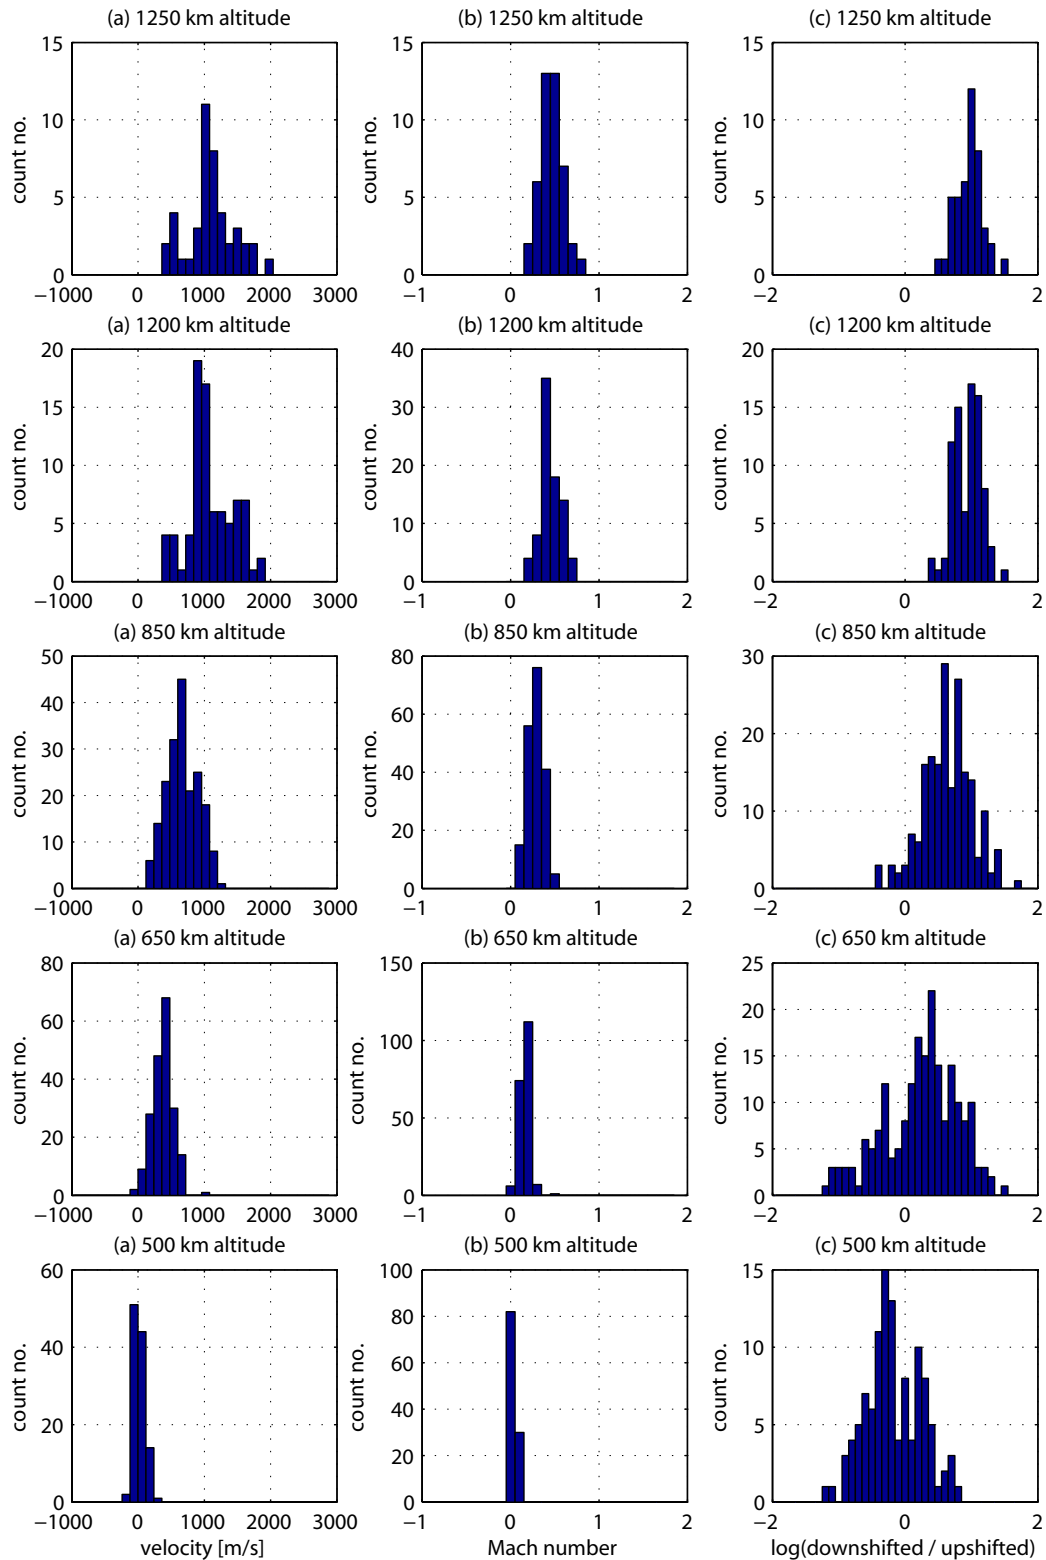 (a) 1250 km altitude (b) 1250 km altitude (c) 1250 km altitude
15 15 15
10 10 10
5 5 5
0 0 0
count no. count no. count no.
−1000 0 1000 2000 3000 −1 0 1 2 −2 0 2
(a) 1200 km altitude (b) 1200 km altitude (c) 1200 km altitude
20 40 20
15 30 15
10 20 10
5 10 5
0 0 0
count no. count no. count no.
−1000 0 1000 2000 3000 −1 0 1 2 −2 0 2
(a) 850 km altitude (b) 850 km altitude (c) 850 km altitude
50 80 30
40 60 20
30 40 10
20 20 0
10 0
0
count no. count no. count no.
−1000 0 1000 2000 3000 −1 0 1 2 −2 0 2
(a) 650 km altitude (b) 650 km altitude (c) 650 km altitude
80 150 25
60 100 20
40 50 15
20 0 10
0 5
0
count no. count no. count no.
−1000 0 1000 2000 3000 −1 0 1 2 −2 0 2
(a) 500 km altitude (b) 500 km altitude (c) 500 km altitude
60 100 15
40 80 10
20 60 5
0 40 0
20
0
count no. count no. count no.
−1000 0 1000 2000 3000 −1 0 1 2 −2 0 2
velocity [m/s] Mach number log(downshifted / upshifted)